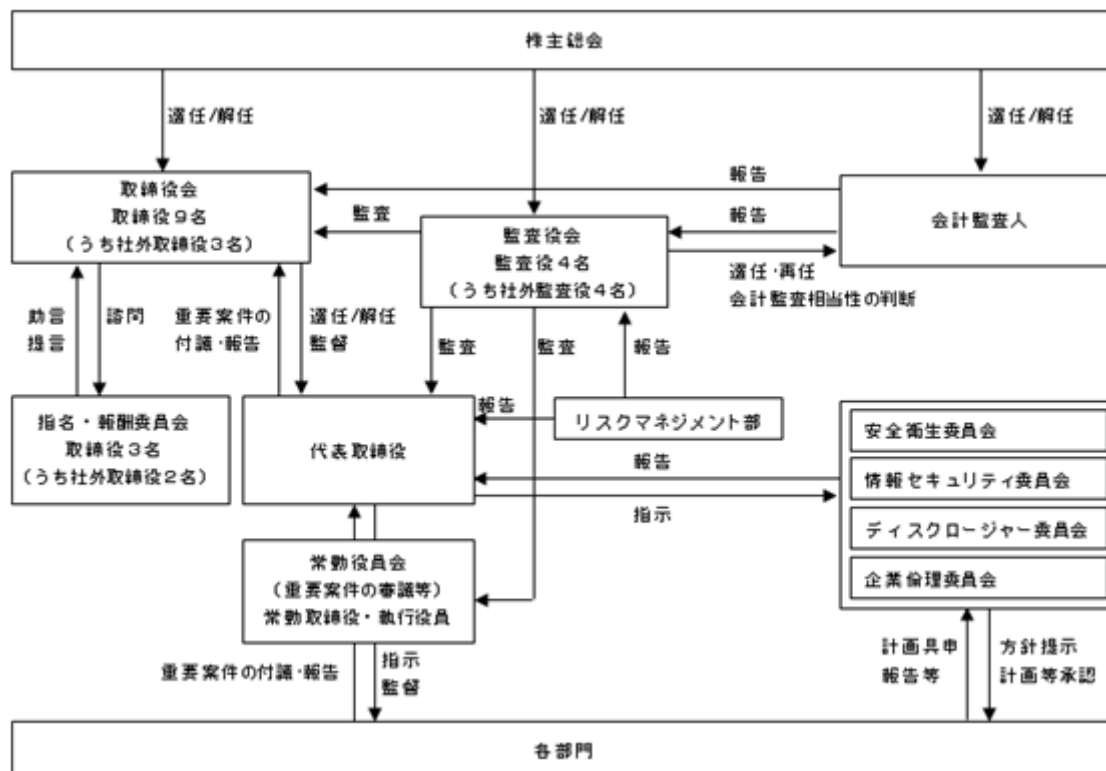 株主総会
選任/解任
選任/解任
選任/解任
取締役会
取締役9名
(うち社外取締役3名)
報告
監査
報告
監査役会
監査役4名
(うち社外監査役4名)
会計監査人
選任・再任
会計監査相当性の判断
助言
提言
諮問
重要案件の
付議・報告
選任/解任
監督
監査
監査
報告
指名・報酬委員会
取締役3名
(うち社外取締役2名)
代表取締役
報告
リスクマネジメント部
報告
指示
安全衛生委員会
情報セキュリティ委員会
ディスクロージャー委員会
企業倫理委員会
常勤役員会
(重要案件の審議等)
常勤取締役・執行役員
重要案件の付議・報告
指示
監督
計画具申
報告等
方針提示
計画等承認
各部門